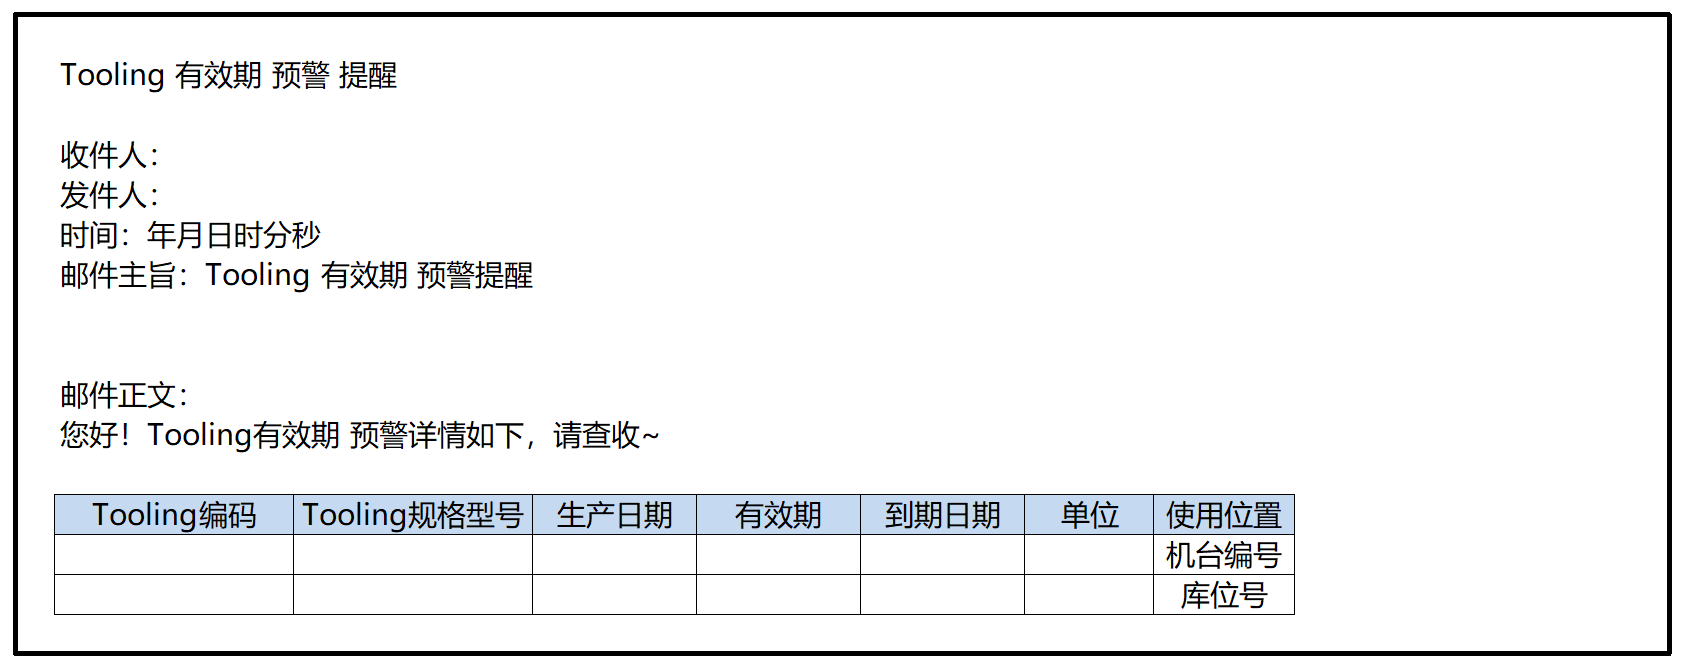 Tooling 有效期 预警 提醒
收件人：
发件人：
时间：年月日时分秒
邮件主旨：Tooling 有效期 预警提醒
邮件正文：
您好！Tooling有效期 预警详情如下，请查收~
Tooling编码 Tooling规格型号 生产日期 有效期 到期日期 单位 使用位置
机台编号
库位号